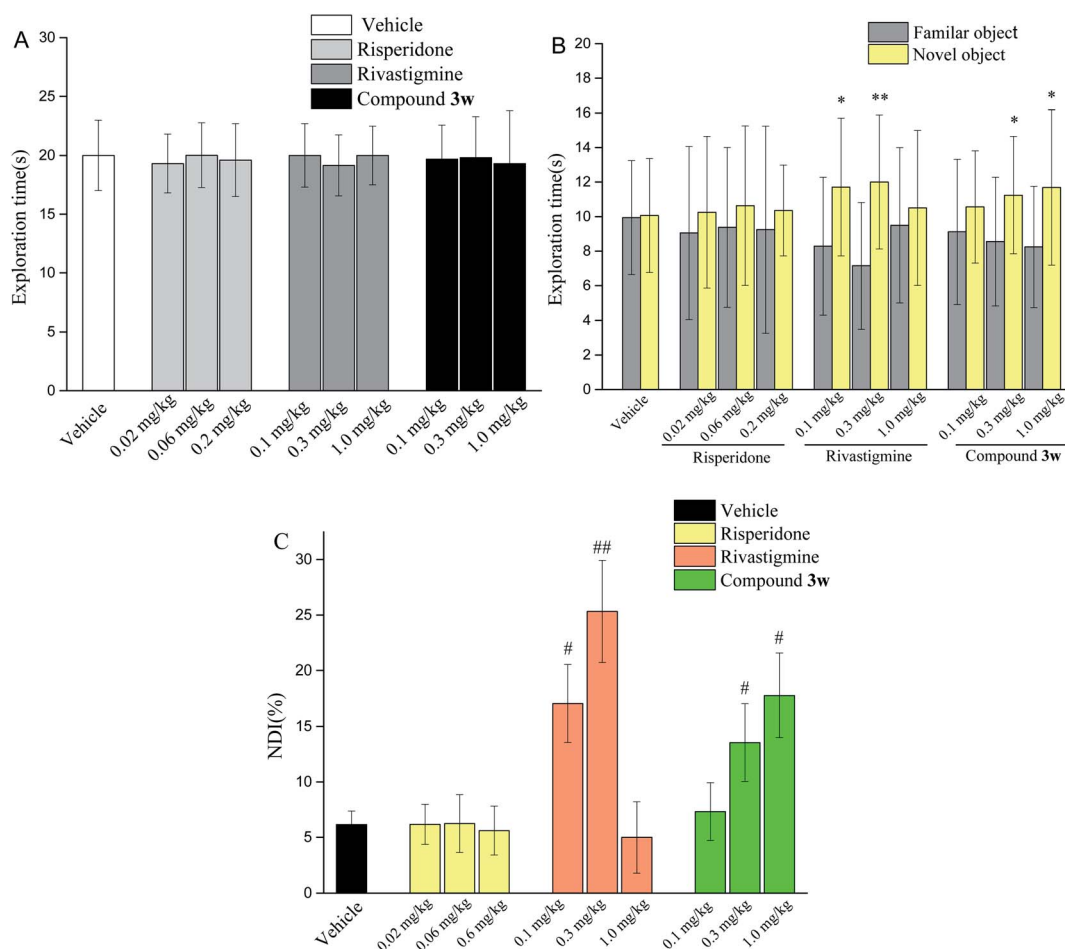 A
Vehicle
Risperidone
Rivastigmine
Compound 3w
30
25
20
15
10
5
0
Exploration time(s)
Vehicle
0.02 mg/kg
0.06 mg/kg
0.2 mg/kg
0.1 mg/kg
0.3 mg/kg
1.0 mg/kg
0.1 mg/kg
0.3 mg/kg
1.0 mg/kg
B
Familar object
Novel object
20
18
16
14
12
10
8
6
4
2
0
Exploration time(s)
*
**
*
*
Vehicle
0.02 mg/kg
0.06 mg/kg
0.2 mg/kg
0.1 mg/kg
0.3 mg/kg
1.0 mg/kg
0.1 mg/kg
0.3 mg/kg
1.0 mg/kg
Risperidone
Rivastigmine
Compound 3w
C
Vehicle
Risperidone
Rivastigmine
Compound 3w
30
25
20
15
10
5
0
NDI(%)
#
##
#
#
Vehicle
0.02 mg/kg
0.06 mg/kg
0.6 mg/kg
0.1 mg/kg
0.3 mg/kg
1.0 mg/kg
0.1 mg/kg
0.3 mg/kg
1.0 mg/kg